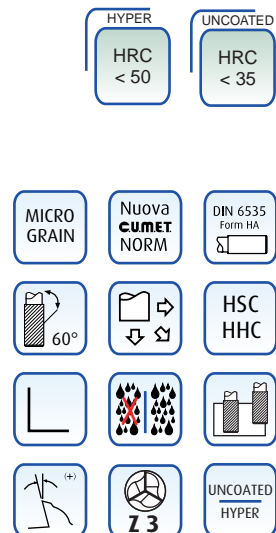 HYPER
HRC
< 50
UNCOATED
HRC
< 35
MICRO
GRAIN
Nuova
C.U.M.E.T.
NORM
DIN 6535
Form HA
60°
HSC
HHC
(+)
Z 3
UNCOATED
HYPER